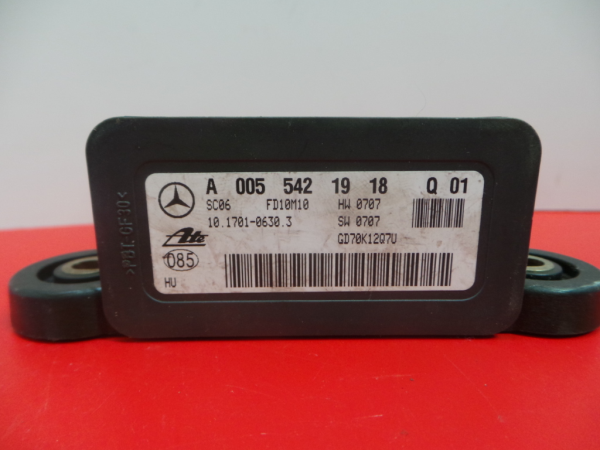 A 005 542 19 18 Q 01
SC06 FD10M10 HW 0707
10.1701-0630.3 SW 0707
Ate GD70K12Q7U
085
HU
>PBT GF30<